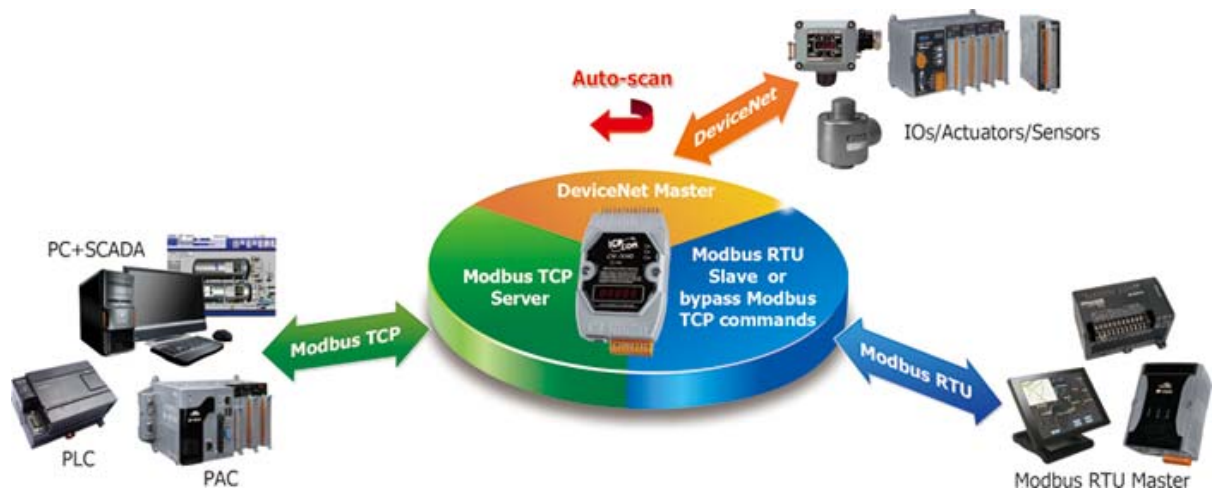 Auto-scan
DeviceNet
IOs/Actuators/Sensors
DeviceNet Master
PC+SCADA
Modbus TCP
Server
Modbus RTU
Slave or
bypass Modbus
TCP commands
Modbus TCP
Modbus RTU
PLC
PAC
Modbus RTU Master